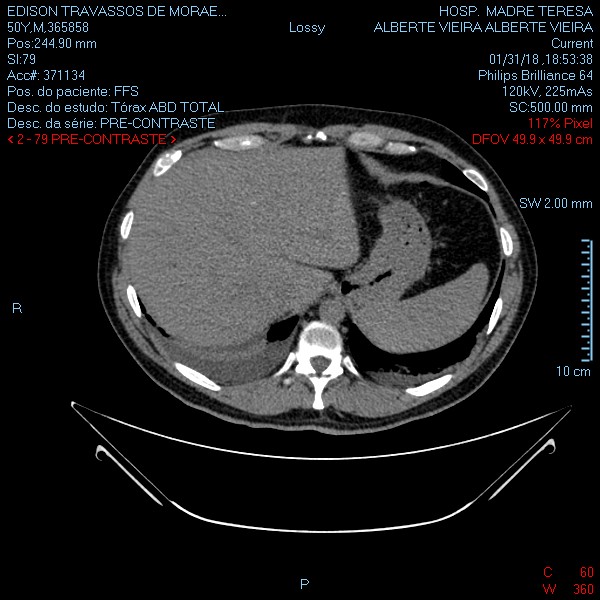 EDISON TRAVASSOS DE MORAE...
50Y,M,365858
Pos:244.90 mm
SI:79
Acc#: 371134
Pos. do paciente: FFS
Desc. do estudo: Tórax ABD TOTAL
Desc. da série: PRE-CONTRASTE
< 2 - 79 PRE-CONTRASTE >
Lossy
HOSP. MADRE TERESA
ALBERTE VIEIRA ALBERTE VIEIRA
Current
01/31/18 ,18:53:38
Philips Brilliance 64
120kV, 225mAs
SC:500.00 mm
117% Pixel
DFOV 49.9 x 49.9 cm
SW 2.00 mm
R
10 cm
P
C 60
W 360